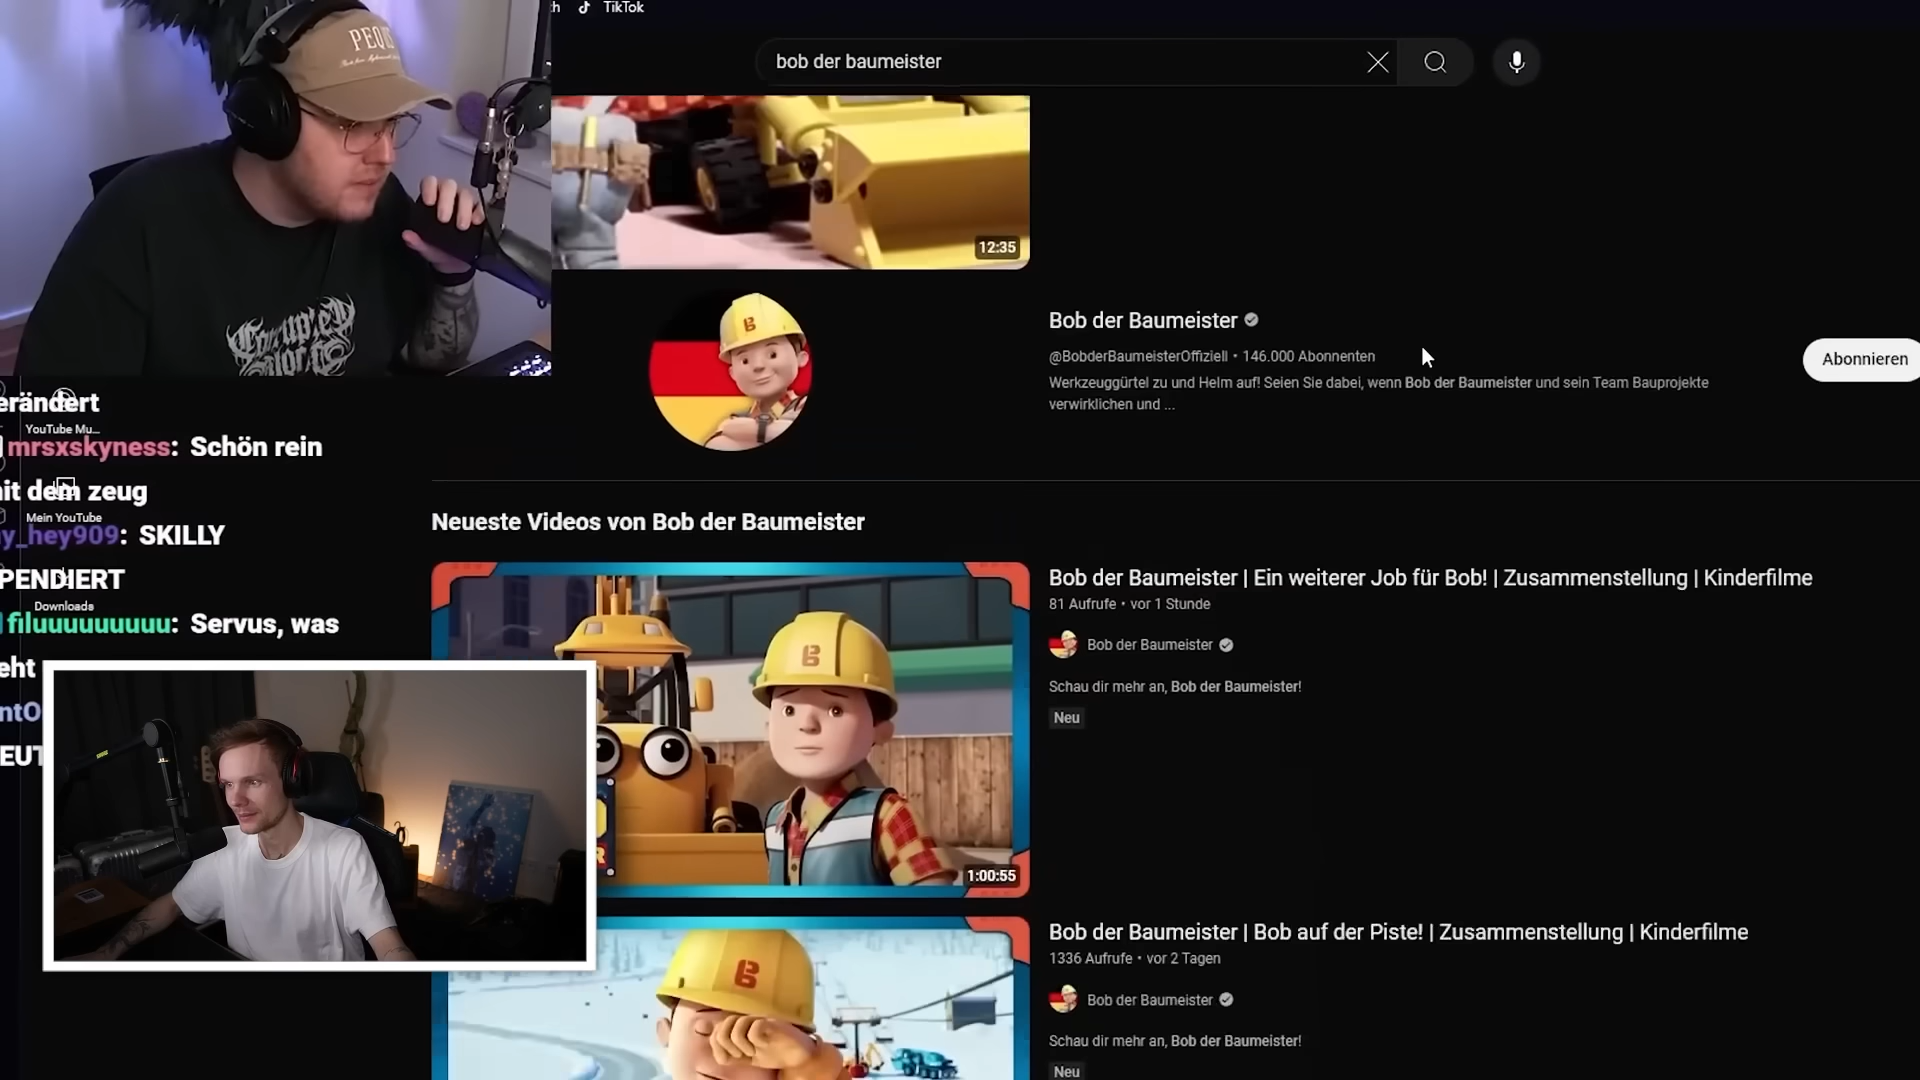 TikTok
bob der baumeister
12:35
Bob der Baumeister
@BobderBaumeisterOffiziell • 146.000 Abonnenten
Werkzeuggürtel zu und Helm auf! Seien Sie dabei, wenn Bob der Baumeister und sein Team Bauprojekte
verwirklichen und ...
Abonnieren
erändert
YouTube Mu...
mrsxskyness: Schön rein
it dem zeug
Mein YouTube
y_hey909: SKILLY
PENDIERT
Downloads
filuuuuuuuuu: Servus, was
eht
ntO
EUT
Neueste Videos von Bob der Baumeister
Bob der Baumeister | Ein weiterer Job für Bob! | Zusammenstellung | Kinderfilme
81 Aufrufe • vor 1 Stunde
Bob der Baumeister
Schau dir mehr an, Bob der Baumeister!
Neu
1:00:55
Bob der Baumeister | Bob auf der Piste! | Zusammenstellung | Kinderfilme
1336 Aufrufe • vor 2 Tagen
Bob der Baumeister
Schau dir mehr an, Bob der Baumeister!
Neu